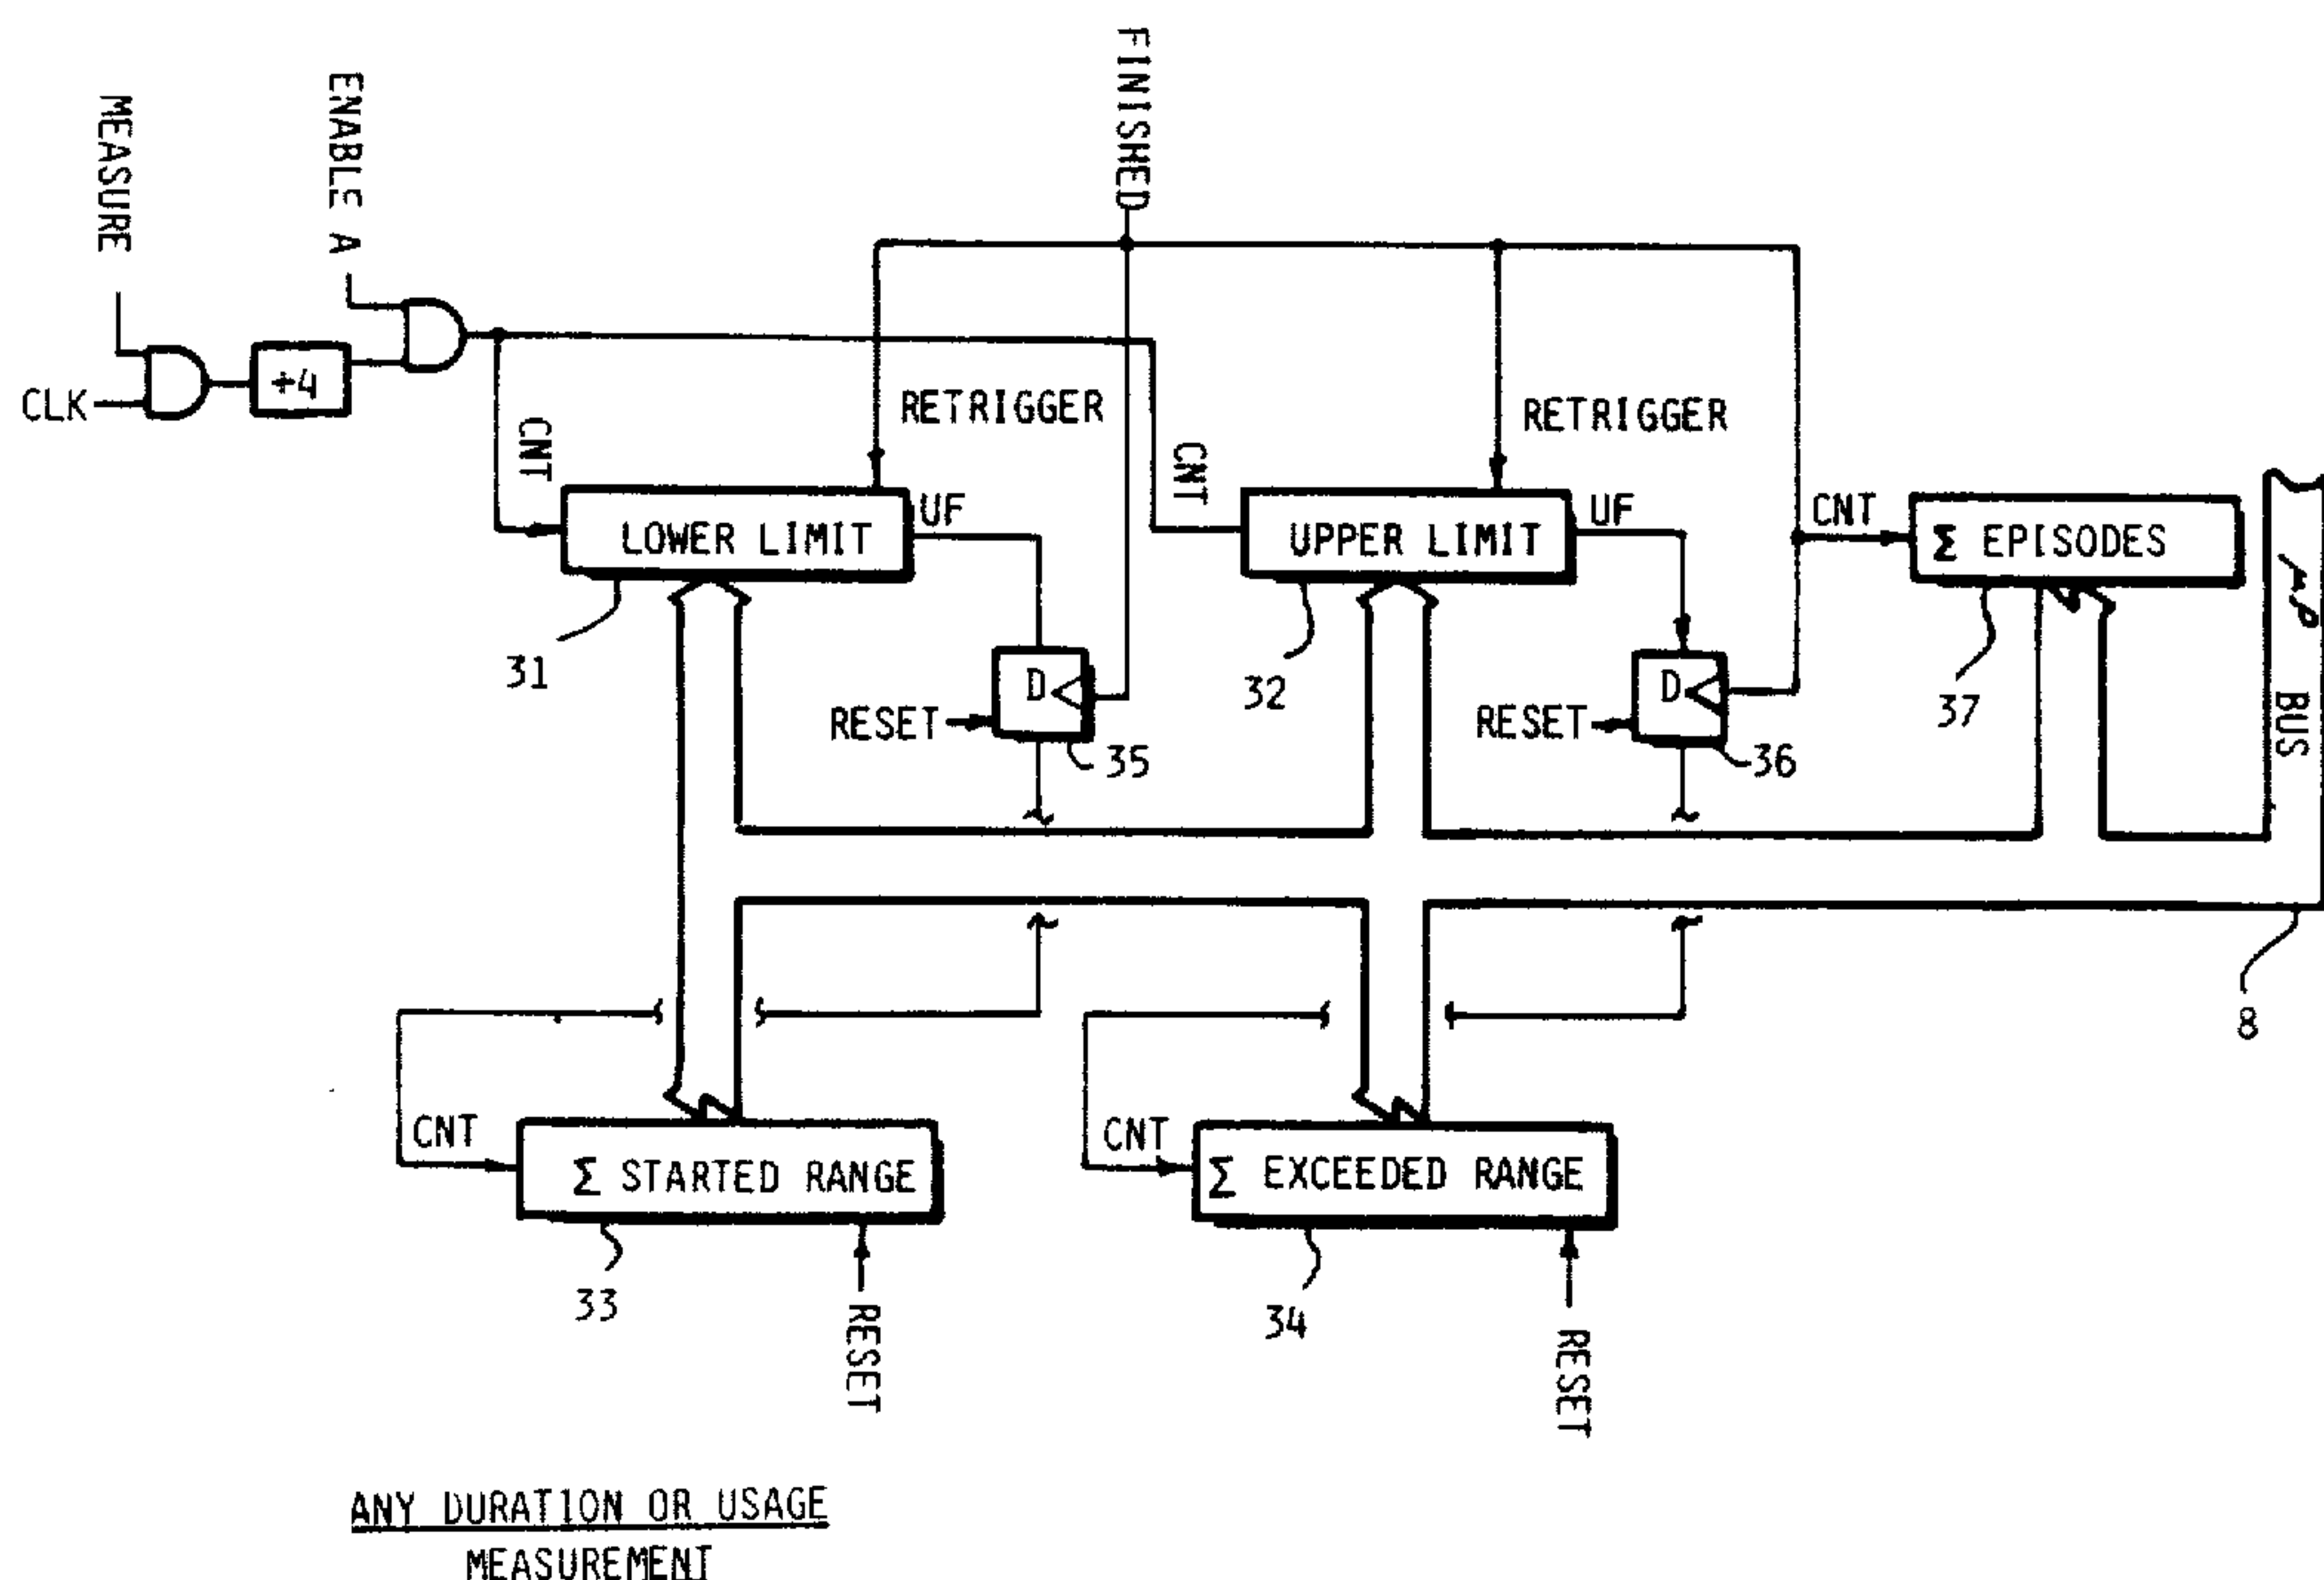 FINISHED
ENABLE A
MEASURE
CLK
÷4
CNT
RETRIGGER
CNT
RETRIGGER
LOWER LIMIT
UF
UPPER LIMIT
UF
CNT
Σ EPISODES
μP BUS
31
32
37
D
D
RESET
35
RESET
36
8
CNT
Σ STARTED RANGE
CNT
Σ EXCEEDED RANGE
33
34
RESET
RESET
ANY DURATION OR USAGE
MEASUREMENT